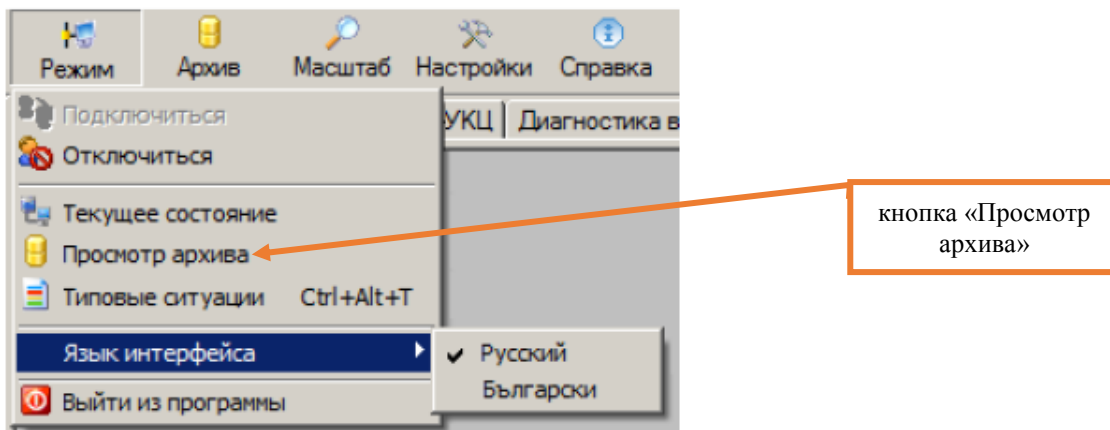 Режим Архив Масштаб Настройки Справка
Подключиться
УКЦ Диагностика в
Отключиться
Текущее состояние
Просмотр архива
Типовые ситуации Ctrl+Alt+T
Язык интерфейса
Русский
Български
Выйти из программы
кнопка «Просмотр
архива»